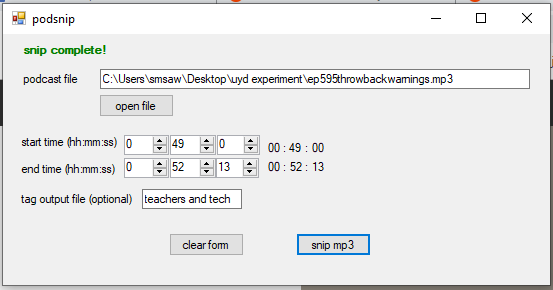 podsnip
snip complete!
podcast file C:\Users\smsaw\Desktop\uyd experiment\ep595throwbackwarnings.mp3
open file
start time (hh:mm:ss) 0 49 0 00 : 49 : 00
end time (hh:mm:ss) 0 52 13 00 : 52 : 13
tag output file (optional) teachers and tech
clear form snip mp3